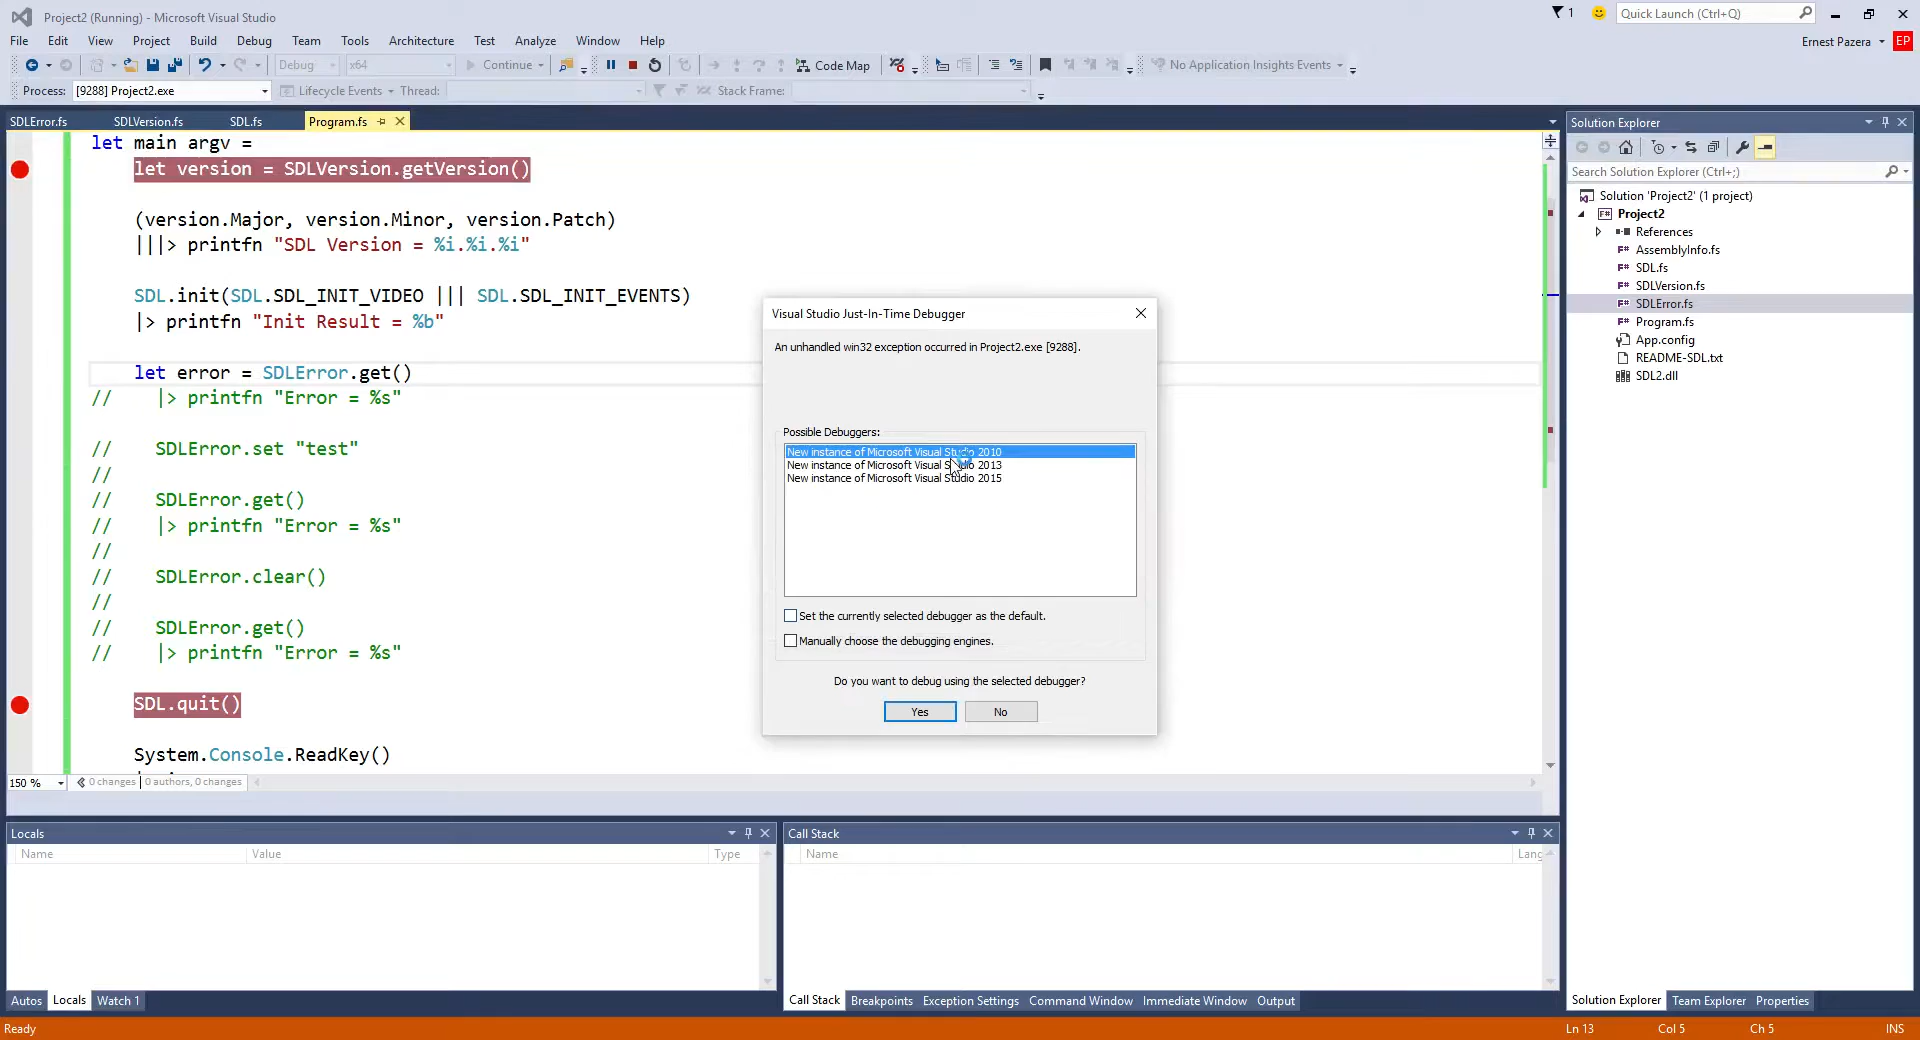 Project2 (Running) - Microsoft Visual Studio
1
Quick Launch (Ctrl+Q)
File Edit View Project Build Debug Team Tools Architecture Test Analyze Window Help
Ernest Pazera
EP
Debug x64 Continue Code Map No Application Insights Events
Process: [9288] Project2.exe Lifecycle Events Thread: Stack Frame:
SDLError.fs SDLVersion.fs SDL.fs Program.fs
let main argv =
let version = SDLVersion.getVersion()
(version.Major, version.Minor, version.Patch)
|||> printfn "SDL Version = %i.%i.%i"
SDL.init(SDL.SDL_INIT_VIDEO ||| SDL.SDL_INIT_EVENTS)
|> printfn "Init Result = %b"
let error = SDLError.get()
// |> printfn "Error = %s"
// SDLError.set "test"
//
// SDLError.get()
// |> printfn "Error = %s"
//
// SDLError.clear()
//
// SDLError.get()
// |> printfn "Error = %s"
SDL.quit()
System.Console.ReadKey()
150 % 0 changes | 0 authors, 0 changes
Visual Studio Just-In-Time Debugger
An unhandled win32 exception occurred in Project2.exe [9288].
Possible Debuggers:
New instance of Microsoft Visual Studio 2010
New instance of Microsoft Visual Studio 2013
New instance of Microsoft Visual Studio 2015
Set the currently selected debugger as the default.
Manually choose the debugging engines.
Do you want to debug using the selected debugger?
Yes No
Solution Explorer
Search Solution Explorer (Ctrl+;)
Solution 'Project2' (1 project)
F# Project2
References
F# AssemblyInfo.fs
F# SDL.fs
F# SDLVersion.fs
F# SDLError.fs
F# Program.fs
App.config
README-SDL.txt
SDL2.dll
Locals
Name Value Type
Call Stack
Name Lang
Autos Locals Watch 1
Call Stack Breakpoints Exception Settings Command Window Immediate Window Output
Solution Explorer Team Explorer Properties
Ready
Ln 13 Col 5 Ch 5 INS